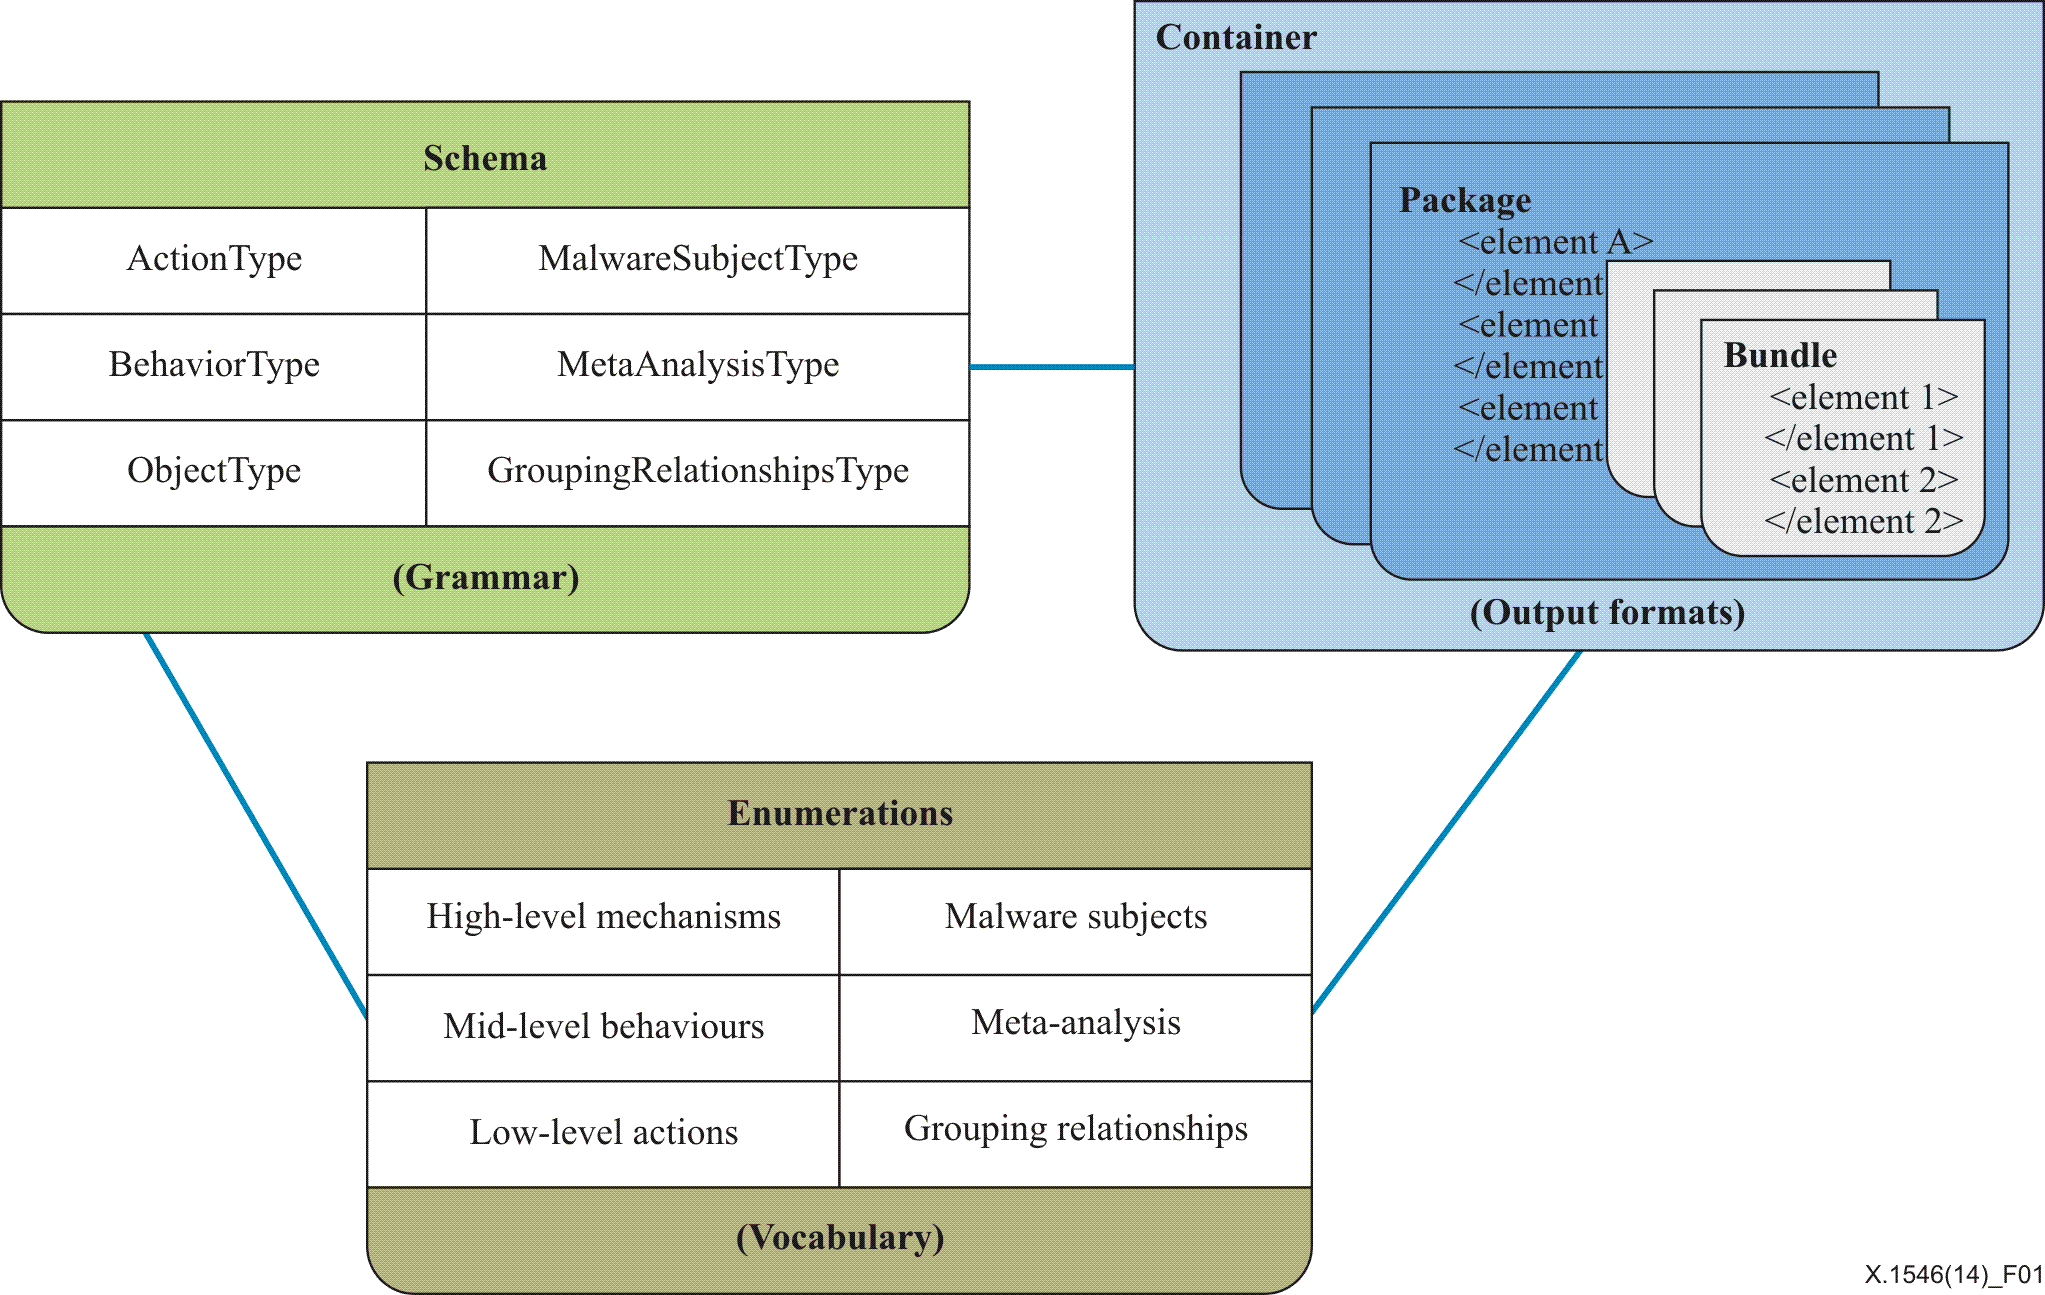 Container
Schema
ActionType
MalwareSubjectType
BehaviorType
MetaAnalysisType
ObjectType
GroupingRelationshipsType
(Grammar)
Package
<element A>
</element
<element
</element
<element
</element
Bundle
<element 1>
</element 1>
<element 2>
</element 2>
(Output formats)
Enumerations
High-level mechanisms
Malware subjects
Mid-level behaviours
Meta-analysis
Low-level actions
Grouping relationships
(Vocabulary)
X.1546(14)_F01